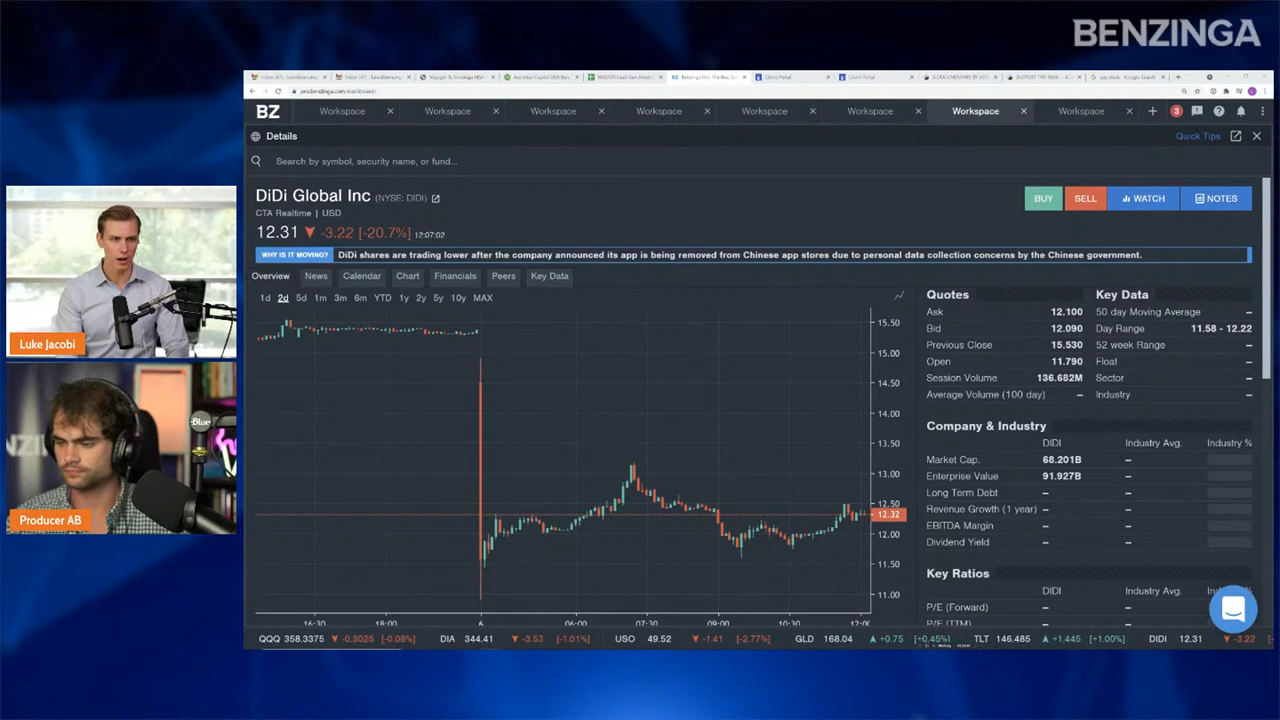 BENZINGA
pro.benzinga.com/dashboard/
BZ Workspace Workspace Workspace Workspace Workspace Workspace Workspace Workspace 3
Details Quick Tips
Search by symbol, security name, or fund...
DiDi Global Inc (NYSE: DIDI)
BUY SELL WATCH NOTES
CTA Realtime | USD
12.31 -3.22 [-20.7%] 12:07:02
WHY IS IT MOVING? DiDi shares are trading lower after the company announced its app is being removed from Chinese app stores due to personal data collection concerns by the Chinese government.
Overview News Calendar Chart Financials Peers Key Data
1d 2d 5d 1m 3m 6m YTD 1y 2y 5y 10y MAX
15.50
15.00
14.50
14.00
13.50
13.00
12.50
12.32
12.00
11.50
11.00
16:30 18:00 6 06:00 07:30 09:00 10:30
Quotes
Ask 12.100
Bid 12.090
Previous Close 15.530
Open 11.790
Session Volume 136.682M
Average Volume (100 day) –
Key Data
50 day Moving Average –
Day Range 11.58 - 12.22
52 week Range –
Float –
Sector –
Industry –
Company & Industry
DIDI Industry Avg. Industry %
Market Cap. 68.201B –
Enterprise Value 91.927B –
Long Term Debt – –
Revenue Growth (1 year) – –
EBITDA Margin – –
Dividend Yield – –
Key Ratios
DIDI Industry Avg. Industry %
P/E (Forward) – –
P/E (TTM) – –
QQQ 358.3375 -0.3025 [-0.08%] DIA 344.41 -3.53 [-1.01%] USO 49.52 -1.41 [-2.77%] GLD 168.04 +0.75 [+0.45%] TLT 146.485 +1.445 [+1.00%] DIDI 12.31 -3.22
Luke Jacobi
Blue
Producer AB